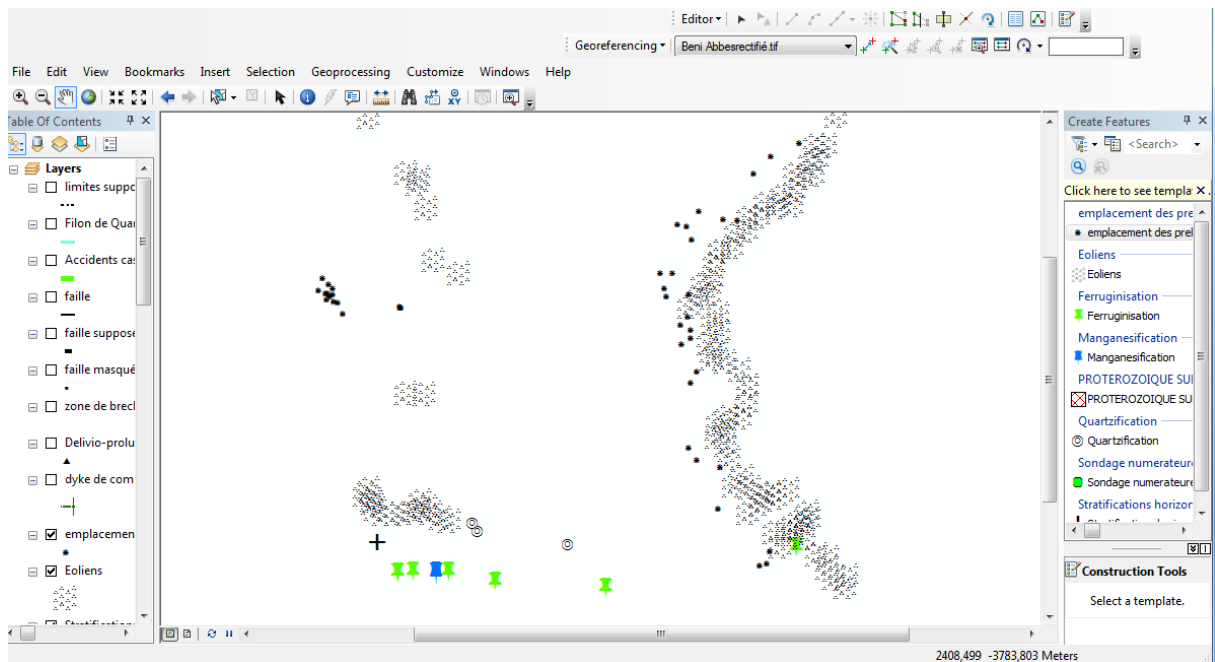 Editor
Georeferencing Beni Abbesrectifié.tif
File Edit View Bookmarks Insert Selection Geoprocessing Customize Windows Help
XY
Table Of Contents
Layers
limites suppo
Filon de Quar
Accidents ca
faille
faille suppose
faille masqué
zone de brecl
Delivio-prolu
dyke de com
emplacemen
Eoliens
Create Features
<Search>
Click here to see templa
emplacement des pre
emplacement des prel
Eoliens
Eoliens
Ferruginisation
Ferruginisation
Manganesification
Manganesification
PROTEROZOIQUE SUI
PROTEROZOIQUE SU
Quartzification
Quartzification
Sondage numerateur
Sondage numerateure
Stratifications horizor
Construction Tools
Select a template.
2408,499 -3783,803 Meters